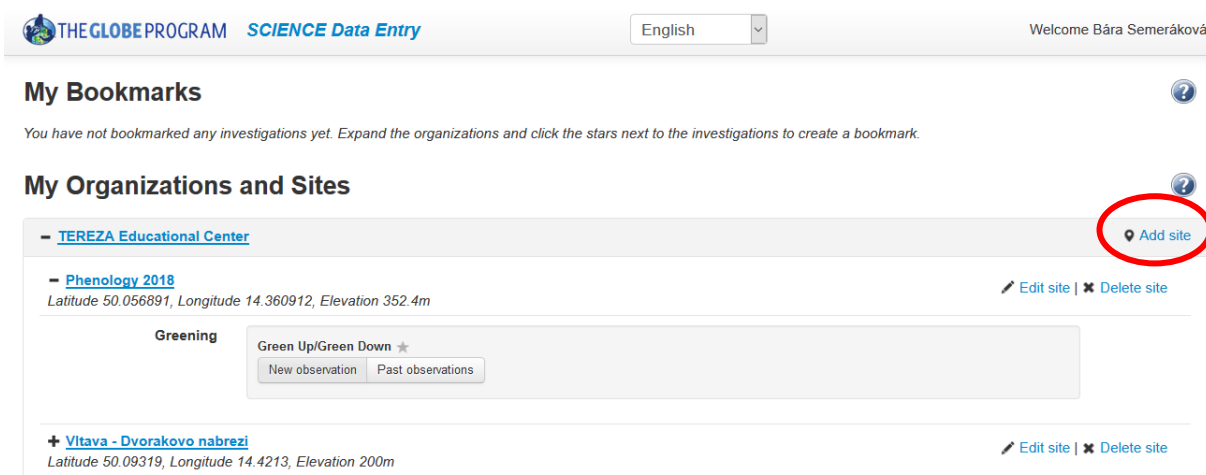 THE GLOBE PROGRAM SCIENCE Data Entry English Welcome Bára Semeráková
My Bookmarks ?
You have not bookmarked any investigations yet. Expand the organizations and click the stars next to the investigations to create a bookmark.
My Organizations and Sites ?
TEREZA Educational Center Add site
Phenology 2018 Edit site | Delete site
Latitude 50.056891, Longitude 14.360912, Elevation 352.4m
Greening
Green Up/Green Down
New observation Past observations
Vltava - Dvorakovo nabrezi Edit site | Delete site
Latitude 50.09319, Longitude 14.4213, Elevation 200m